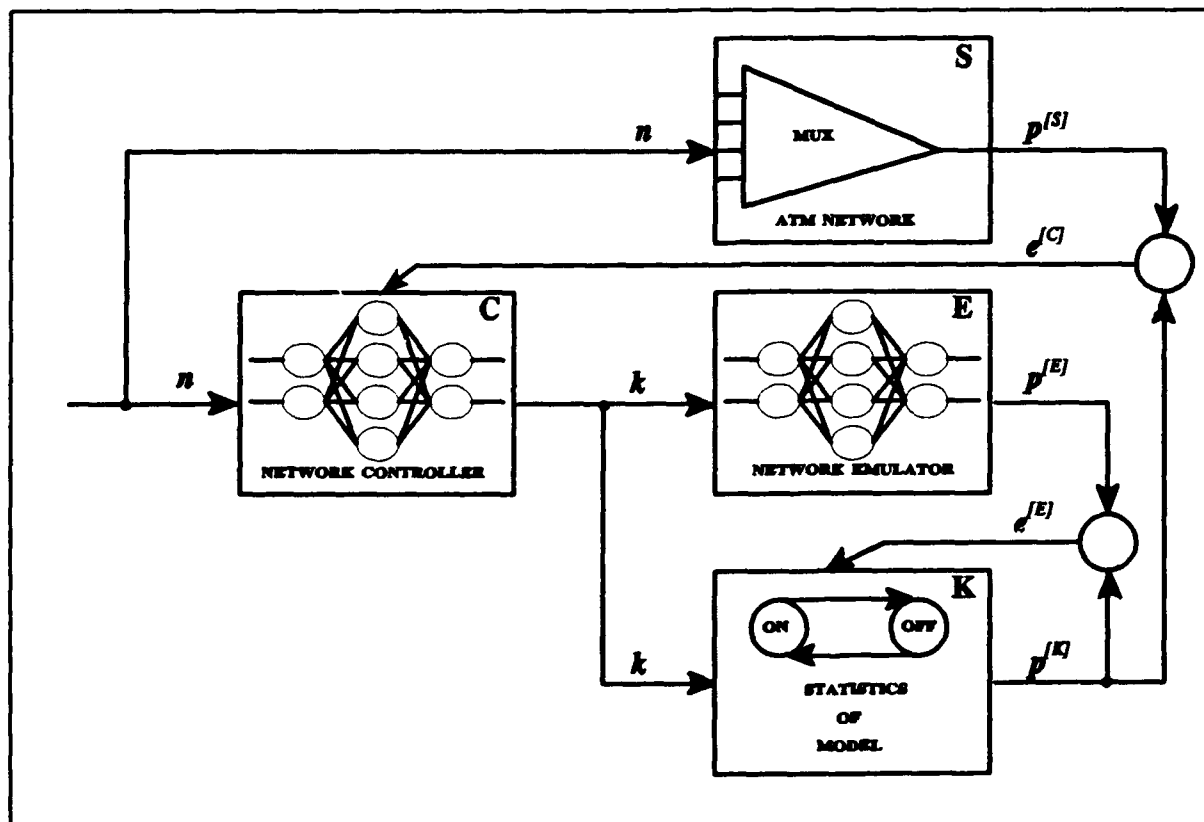 S
n
MUX
p[S]
ATM NETWORK
e[C]
C
E
n
k
p[E]
NETWORK CONTROLLER
NETWORK EMULATOR
e[E]
K
ON
OFF
k
p[K]
STATISTICS
OF
MODEL